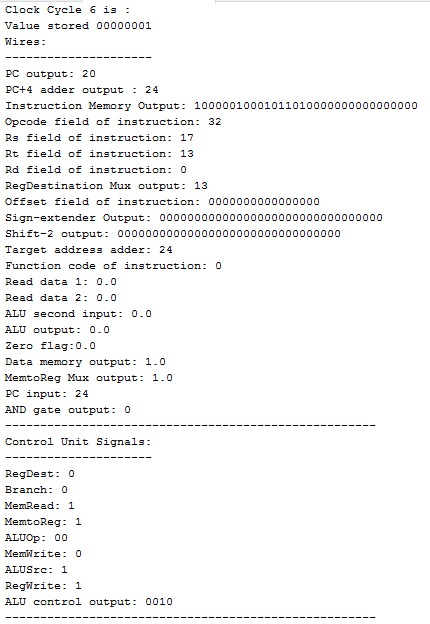 Clock Cycle 6 is :
Value stored 00000001
Wires:
---------------------
PC output: 20
PC+4 adder output : 24
Instruction Memory Output: 10000010001011010000000000000000
Opcode field of instruction: 32
Rs field of instruction: 17
Rt field of instruction: 13
Rd field of instruction: 0
RegDestination Mux output: 13
Offset field of instruction: 0000000000000000
Sign-extender Output: 00000000000000000000000000000000
Shift-2 output: 00000000000000000000000000000000
Target address adder: 24
Function code of instruction: 0
Read data 1: 0.0
Read data 2: 0.0
ALU second input: 0.0
ALU output: 0.0
Zero flag:0.0
Data memory output: 1.0
MemtoReg Mux output: 1.0
PC input: 24
AND gate output: 0
-----------------------------------------------------
Control Unit Signals:
---------------------
RegDest: 0
Branch: 0
MemRead: 1
MemtoReg: 1
ALUOp: 00
MemWrite: 0
ALUSrc: 1
RegWrite: 1
ALU control output: 0010
-----------------------------------------------------